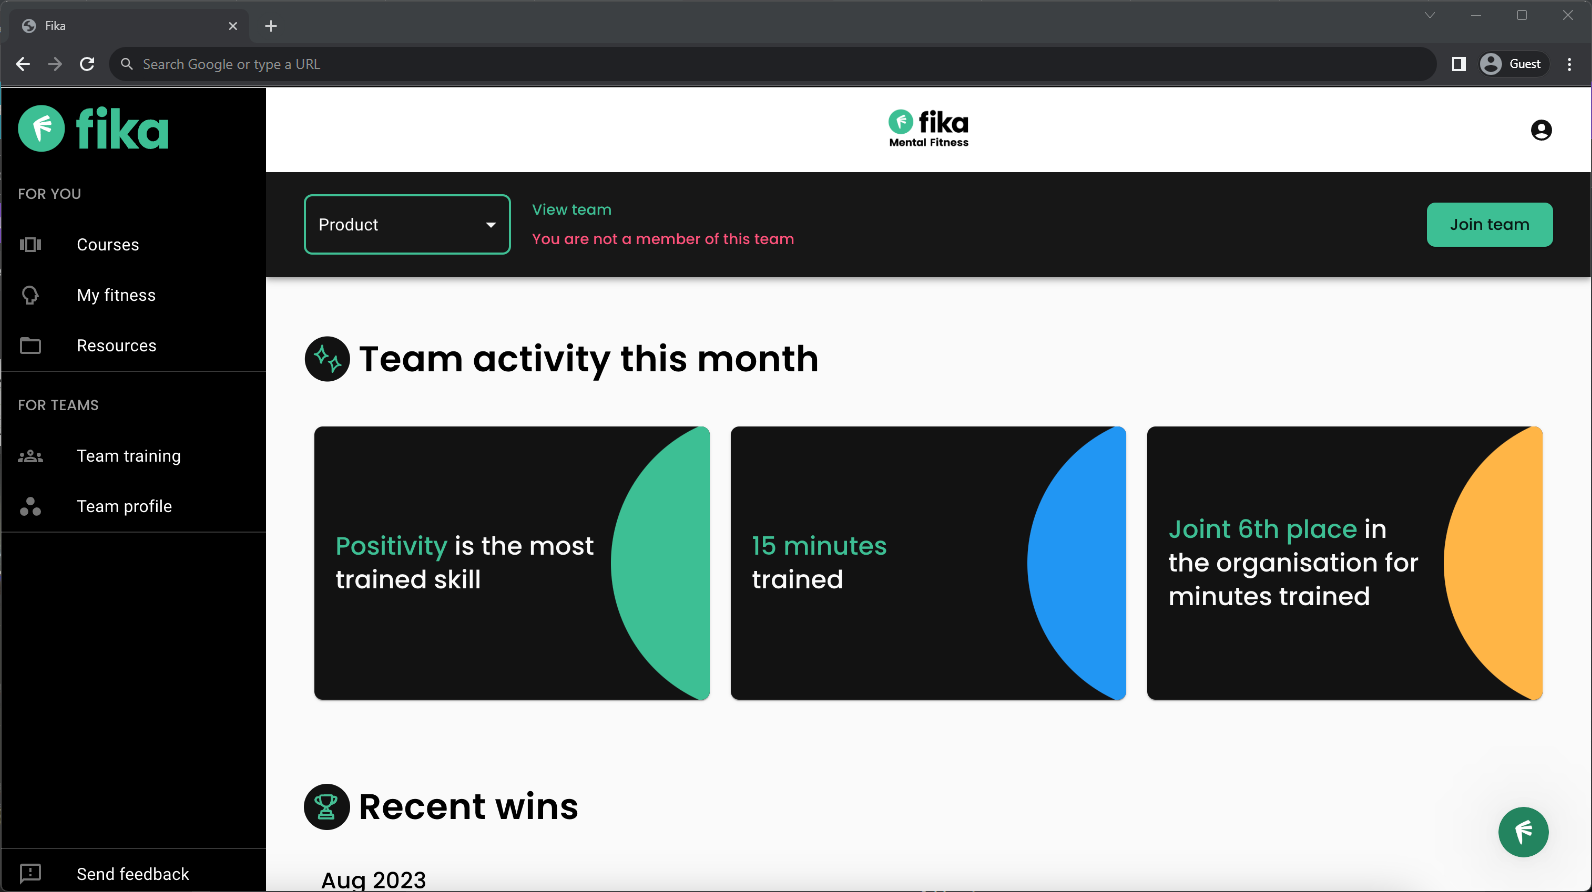 Fika
Search Google or type a URL
Guest
fika
FOR YOU
Courses
My fitness
Resources
FOR TEAMS
Team training
Team profile
Send feedback
fika
Mental Fitness
Product
View team
You are not a member of this team
Join team
Team activity this month
Positivity is the most
trained skill
15 minutes
trained
Joint 6th place in
the organisation for
minutes trained
Recent wins
Aug 2023